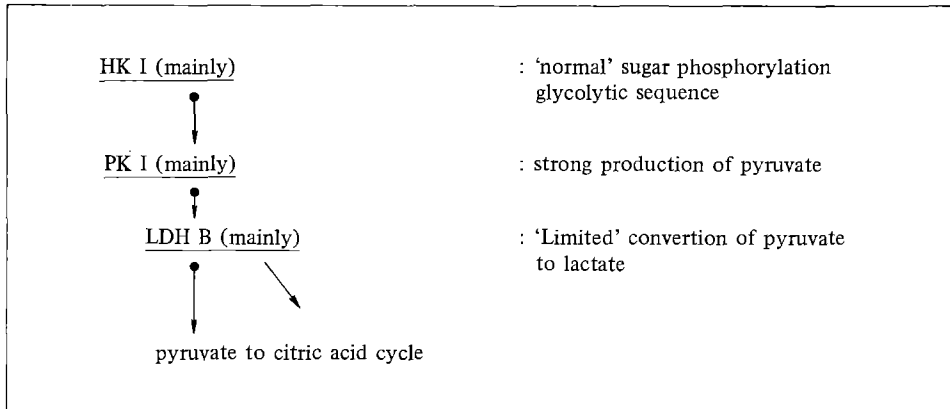 HK I (mainly) : 'normal' sugar phosphorylation
glycolytic sequence
PK I (mainly) : strong production of pyruvate
LDH B (mainly) : 'Limited' convertion of pyruvate
to lactate
pyruvate to citric acid cycle